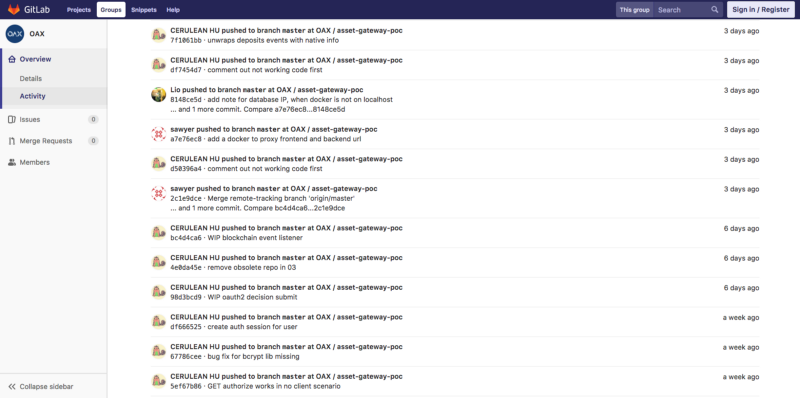 GitLab Projects Groups Snippets Help This group Search Sign in / Register
OAX OAX
Overview
Details
Activity
Issues 0
Merge Requests 0
Members
Collapse sidebar
CERULEAN HU pushed to branch master at OAX / asset-gateway-poc 3 days ago
7f1061bb · unwraps deposits events with native info
CERULEAN HU pushed to branch master at OAX / asset-gateway-poc 3 days ago
df7454d7 · comment out not working code first
Lio pushed to branch master at OAX / asset-gateway-poc 3 days ago
8148ce5d · add note for database IP, when docker is not on localhost
... and 1 more commit. Compare a7e76ec8...8148ce5d
sawyer pushed to branch master at OAX / asset-gateway-poc 3 days ago
a7e76ec8 · add a docker to proxy frontend and backend url
CERULEAN HU pushed to branch master at OAX / asset-gateway-poc 3 days ago
d50396a4 · comment out not working code first
sawyer pushed to branch master at OAX / asset-gateway-poc 3 days ago
2c1e9dce · Merge remote-tracking branch 'origin/master'
... and 1 more commit. Compare bc4d4ca6...2c1e9dce
CERULEAN HU pushed to branch master at OAX / asset-gateway-poc 6 days ago
bc4d4ca6 · WIP blockchain event listener
CERULEAN HU pushed to branch master at OAX / asset-gateway-poc 6 days ago
4e0da45e · remove obsolete repo in 03
CERULEAN HU pushed to branch master at OAX / asset-gateway-poc 6 days ago
98d3bcd9 · WIP oauth2 decision submit
CERULEAN HU pushed to branch master at OAX / asset-gateway-poc a week ago
df666525 · create auth session for user
CERULEAN HU pushed to branch master at OAX / asset-gateway-poc a week ago
67786cee · bug fix for bcrypt lib missing
CERULEAN HU pushed to branch master at OAX / asset-gateway-poc a week ago
5ef67b86 · GET authorize works in no client scenario